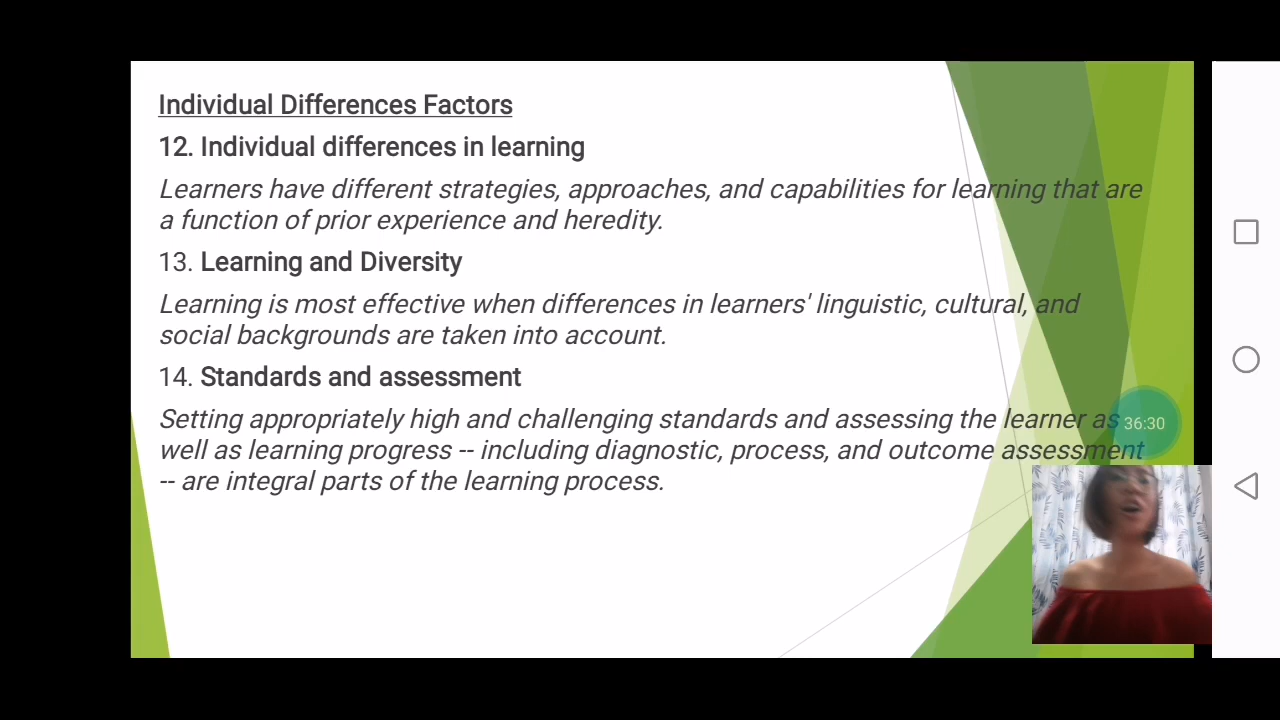 Individual Differences Factors
12. Individual differences in learning
Learners have different strategies, approaches, and capabilities for learning that are
a function of prior experience and heredity.
13. Learning and Diversity
Learning is most effective when differences in learners' linguistic, cultural, and
social backgrounds are taken into account.
14. Standards and assessment
Setting appropriately high and challenging standards and assessing the learner as
36:30
well as learning progress -- including diagnostic, process, and outcome assessment
-- are integral parts of the learning process.